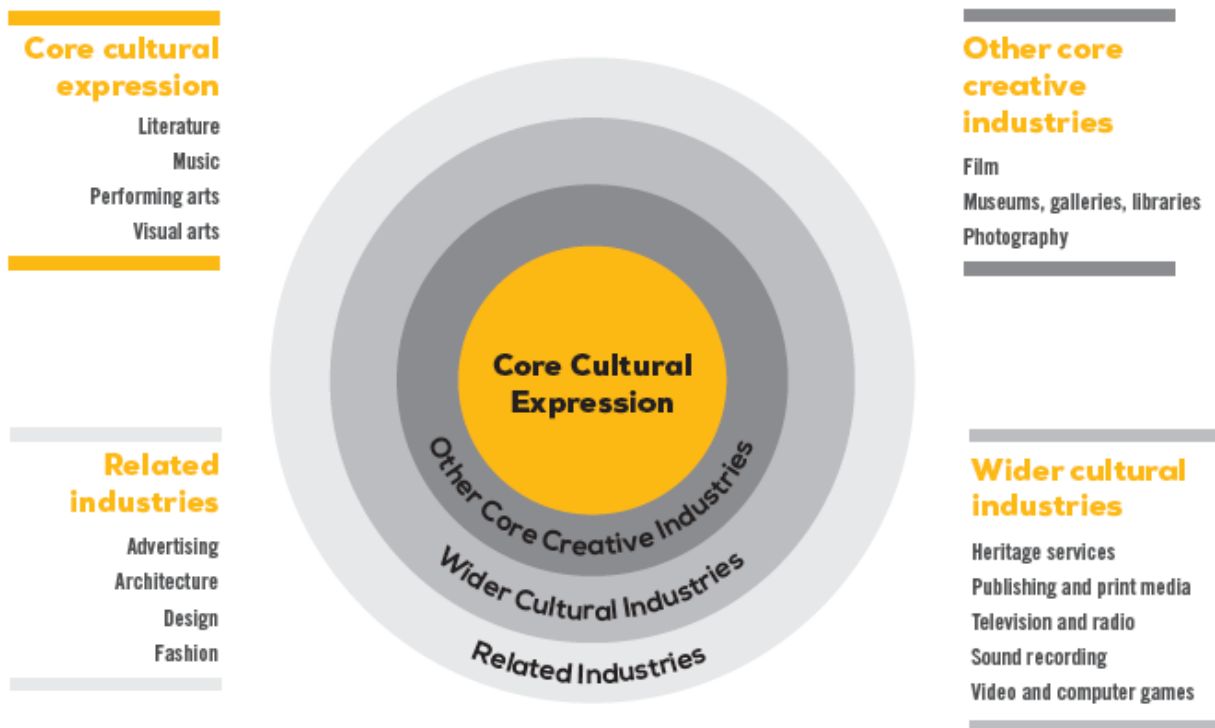 Core cultural
expression
Literature
Music
Performing arts
Visual arts
Other core
creative
industries
Film
Museums, galleries, libraries
Photography
Core Cultural
Expression
Other Core Creative Industries
Wider Cultural Industries
Related Industries
Related
industries
Advertising
Architecture
Design
Fashion
Wider cultural
industries
Heritage services
Publishing and print media
Television and radio
Sound recording
Video and computer games